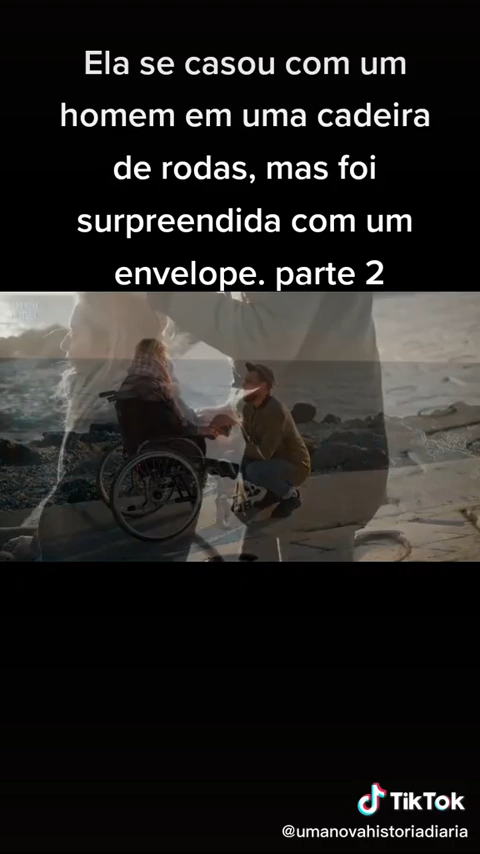 Ela se casou com um
homem em uma cadeira
de rodas, mas foi
surpreendida com um
envelope. parte 2
TikTok
@umanovahistoriadiaria